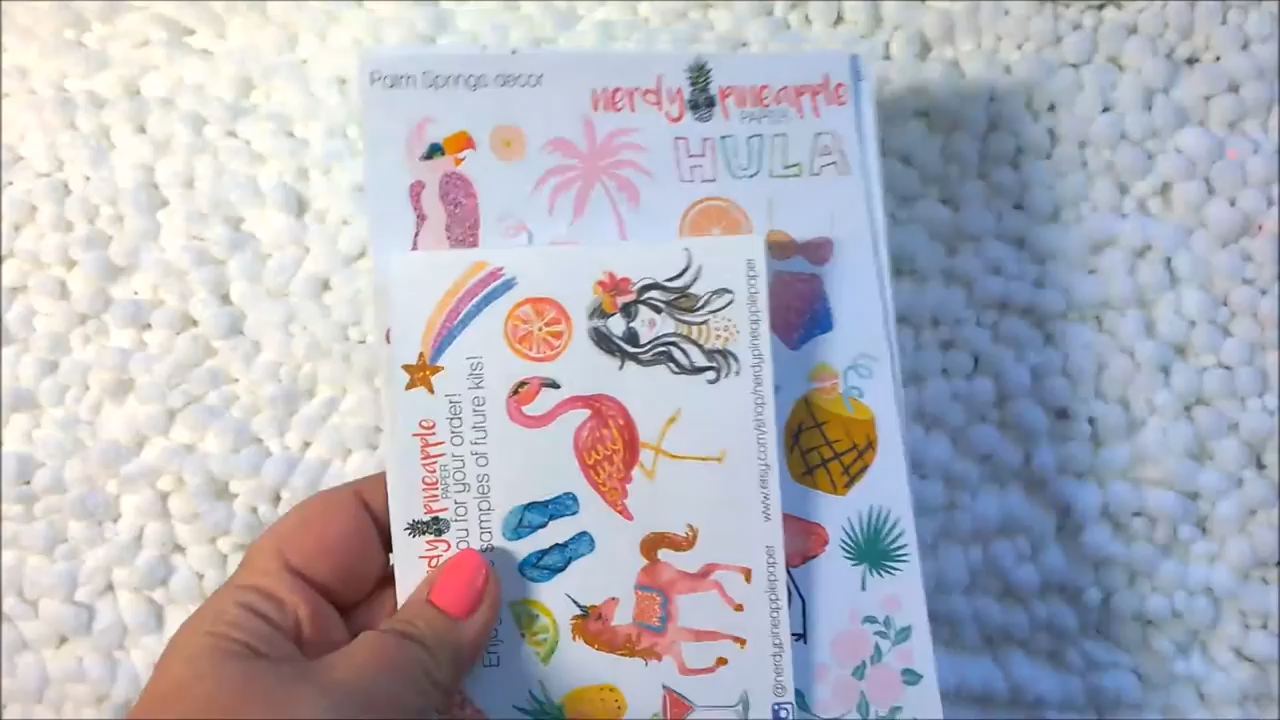 Palm Springs decor
nerdy pineapple
PAPER
HULA
pineapple
PAPER
ou for your order!
Enjo
samples of future kits!
www.etsy.com/shop/nerdypineapplepaper
@nerdypineapplepaper